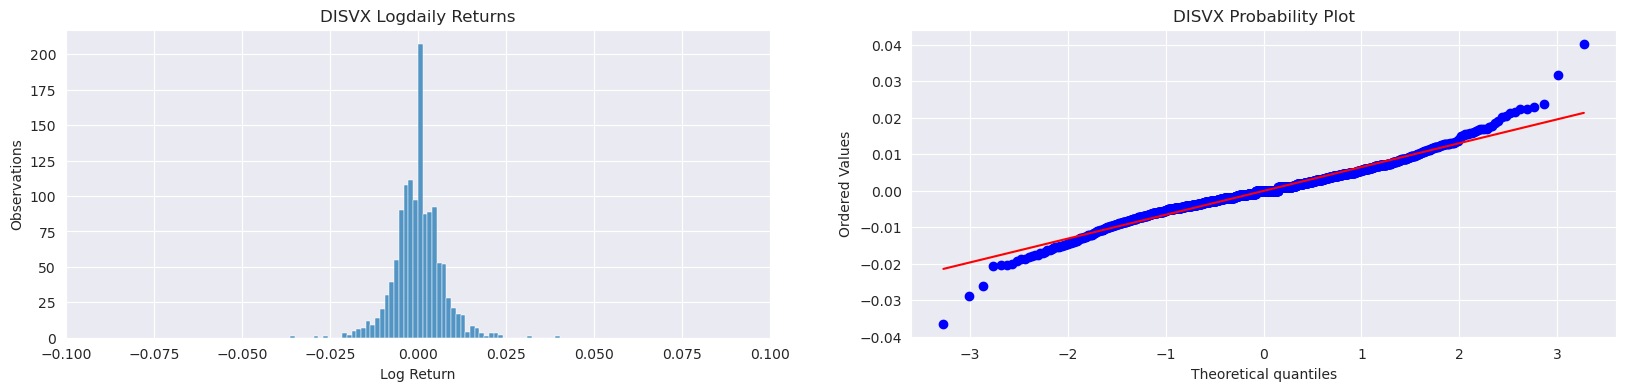 DISVX Logdaily Returns
Observations
200
175
150
125
100
75
50
25
0
−0.100 −0.075 −0.050 −0.025 0.000 0.025 0.050 0.075 0.100
Log Return
DISVX Probability Plot
Ordered Values
0.04
0.03
0.02
0.01
0.00
−0.01
−0.02
−0.03
−0.04
−3 −2 −1 0 1 2 3
Theoretical quantiles